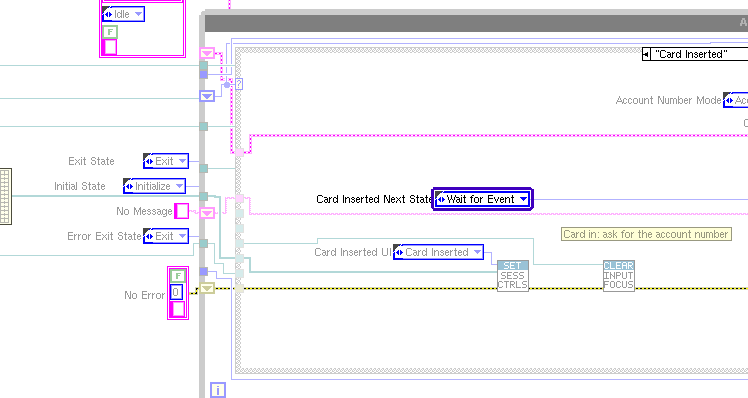 Idle
F
A
"Card Inserted"
?
Account Number Mode
Acc
C
Exit State
Exit
Initial State
Initialize
Card Inserted Next State
Wait for Event
No Message
Error Exit State
Exit
Card in: ask for the account number
Card Inserted UI
Card Inserted
SET
SESS
CTRLS
CLEAR
INPUT
FOCUS
F
No Error
0
i